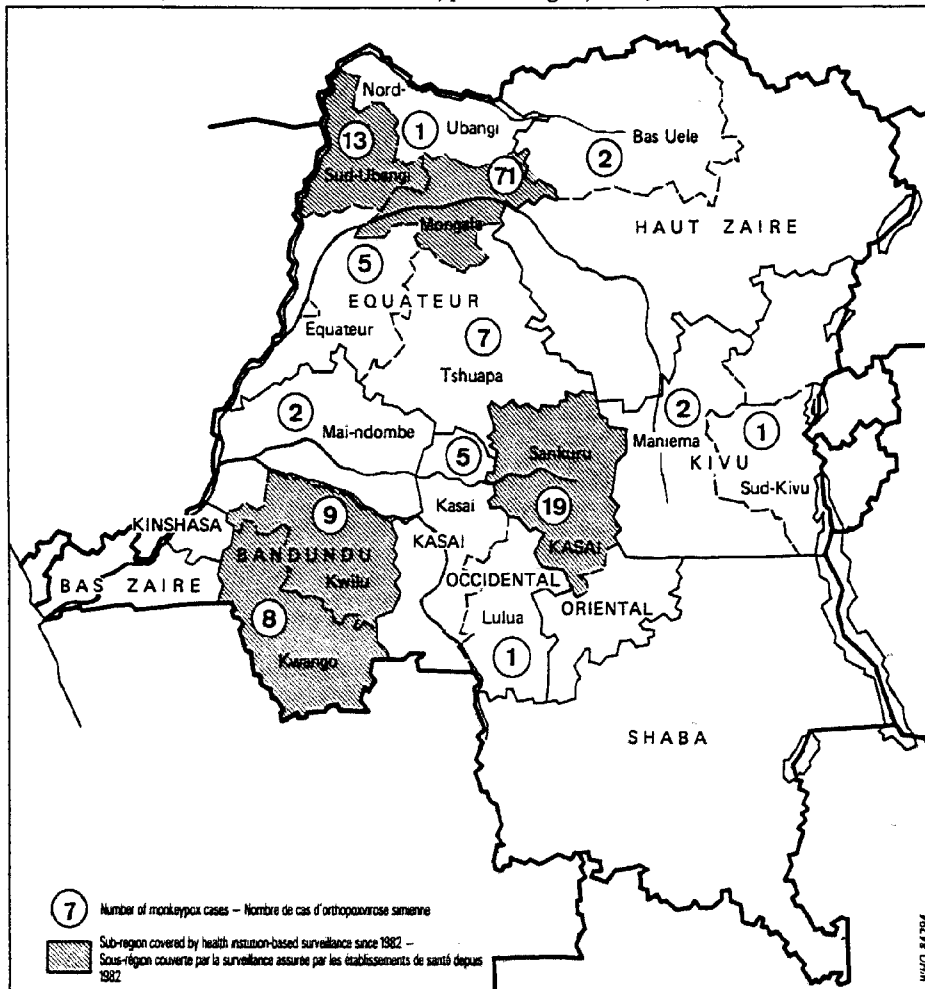 Nord-
13
1
Ubangi
Bas Uele
2
Sud-Ubangi
71
HAUT ZAIRE
Mongala
5
EQUATEUR
Equateur
7
Tshuapa
2
Mai-ndombe
5
Sankuru
2
Maniema
1
KIVU
Sud-Kivu
9
Kasai
19
KINSHASA
BANDUNDU
KASAI
KASAI
Kwilu
BAS ZAIRE
OCCIDENTAL
ORIENTAL
8
Lulua
Kwango
1
SHABA
7 Number of monkeypox cases – Nombre de cas d'orthopoxvirose simienne
Sub-region covered by health institution-based surveillance since 1982 –
Sous-région couverte par la surveillance assurée par les établissements de santé depuis
1982